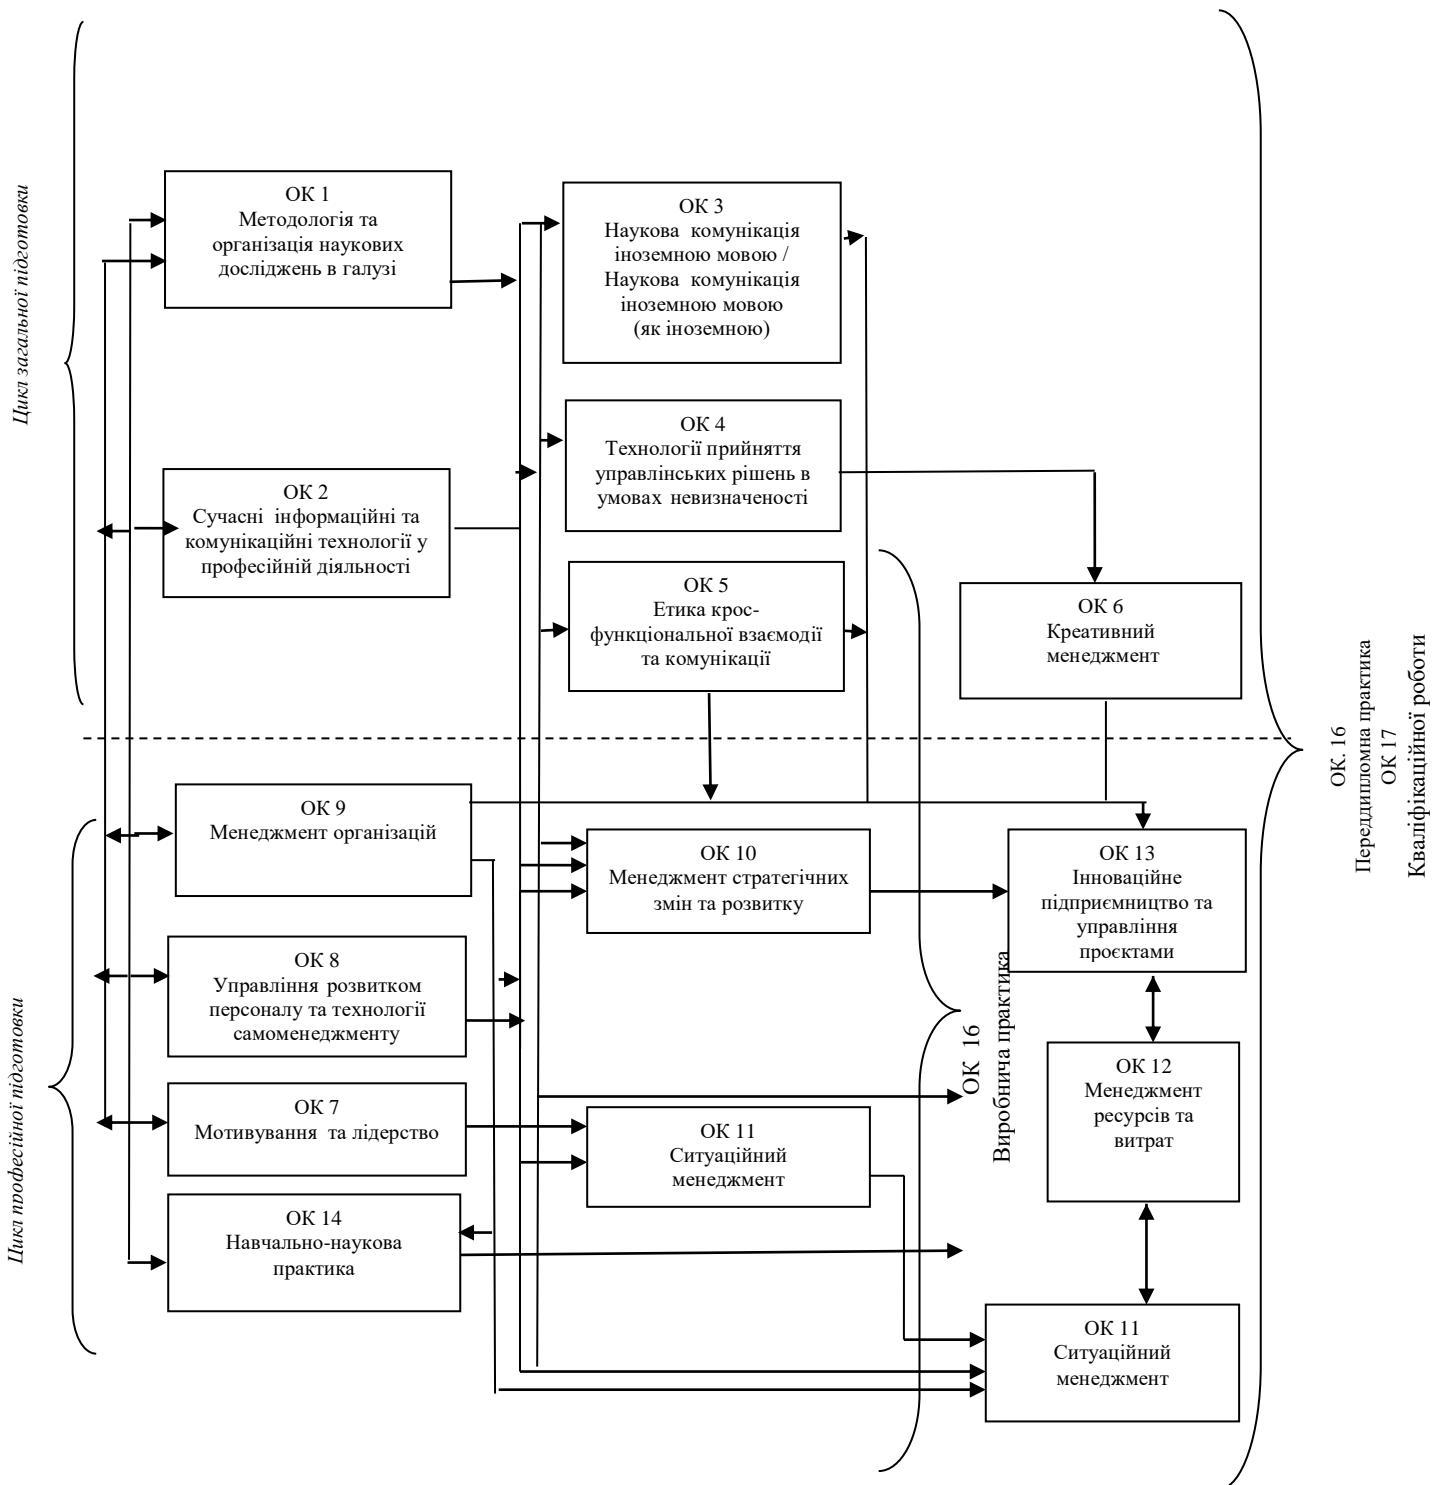 Цикл загальної підготовки
ОК 1
Методологія та
організація наукових
досліджень в галузі
ОК 2
Сучасні інформаційні та
комунікаційні технології у
професійній діяльності
ОК 3
Наукова комунікація
іноземною мовою /
Наукова комунікація
іноземною мовою
(як іноземною)
ОК 4
Технології прийняття
управлінських рішень в
умовах невизначеності
ОК 5
Етика крос-
функціональної взаємодії
та комунікації
ОК 6
Креативний
менеджмент
Цикл професійної підготовки
ОК 9
Менеджмент організацій
ОК 8
Управління розвитком
персоналу та технології
самоменеджменту
ОК 7
Мотивування та лідерство
ОК 14
Навчально-наукова
практика
ОК 10
Менеджмент стратегічних
змін та розвитку
ОК 11
Ситуаційний
менеджмент
ОК 16
Виробнича практика
ОК 13
Інноваційне
підприємництво та
управління
проєктами
ОК 12
Менеджмент
ресурсів та
витрат
ОК 11
Ситуаційний
менеджмент
ОК. 16
Переддипломна практика
ОК 17
Кваліфікаційної роботи